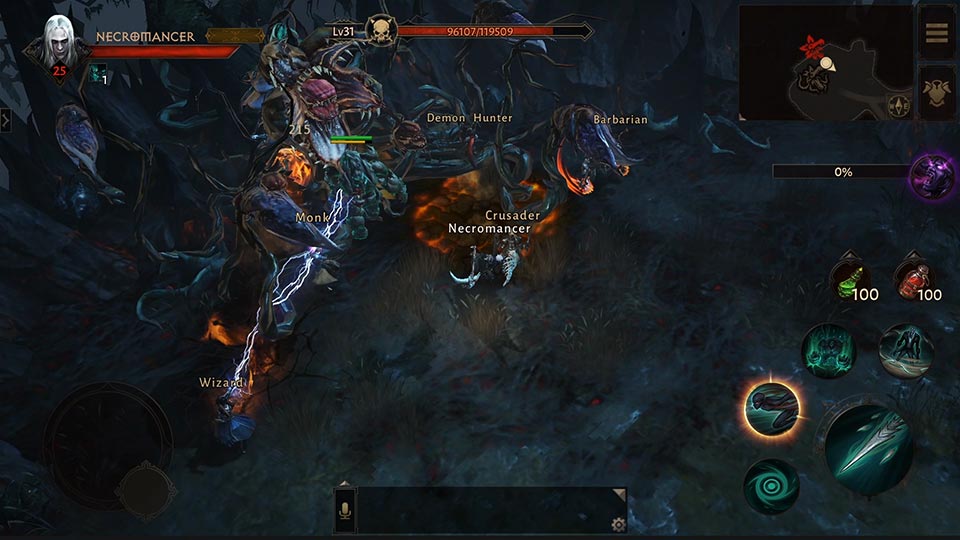 NECROMANCER
25
1
Lv31
96107/119509
215
Demon Hunter
Barbarian
0%
Monk
Crusader
Necromancer
100
100
Wizard